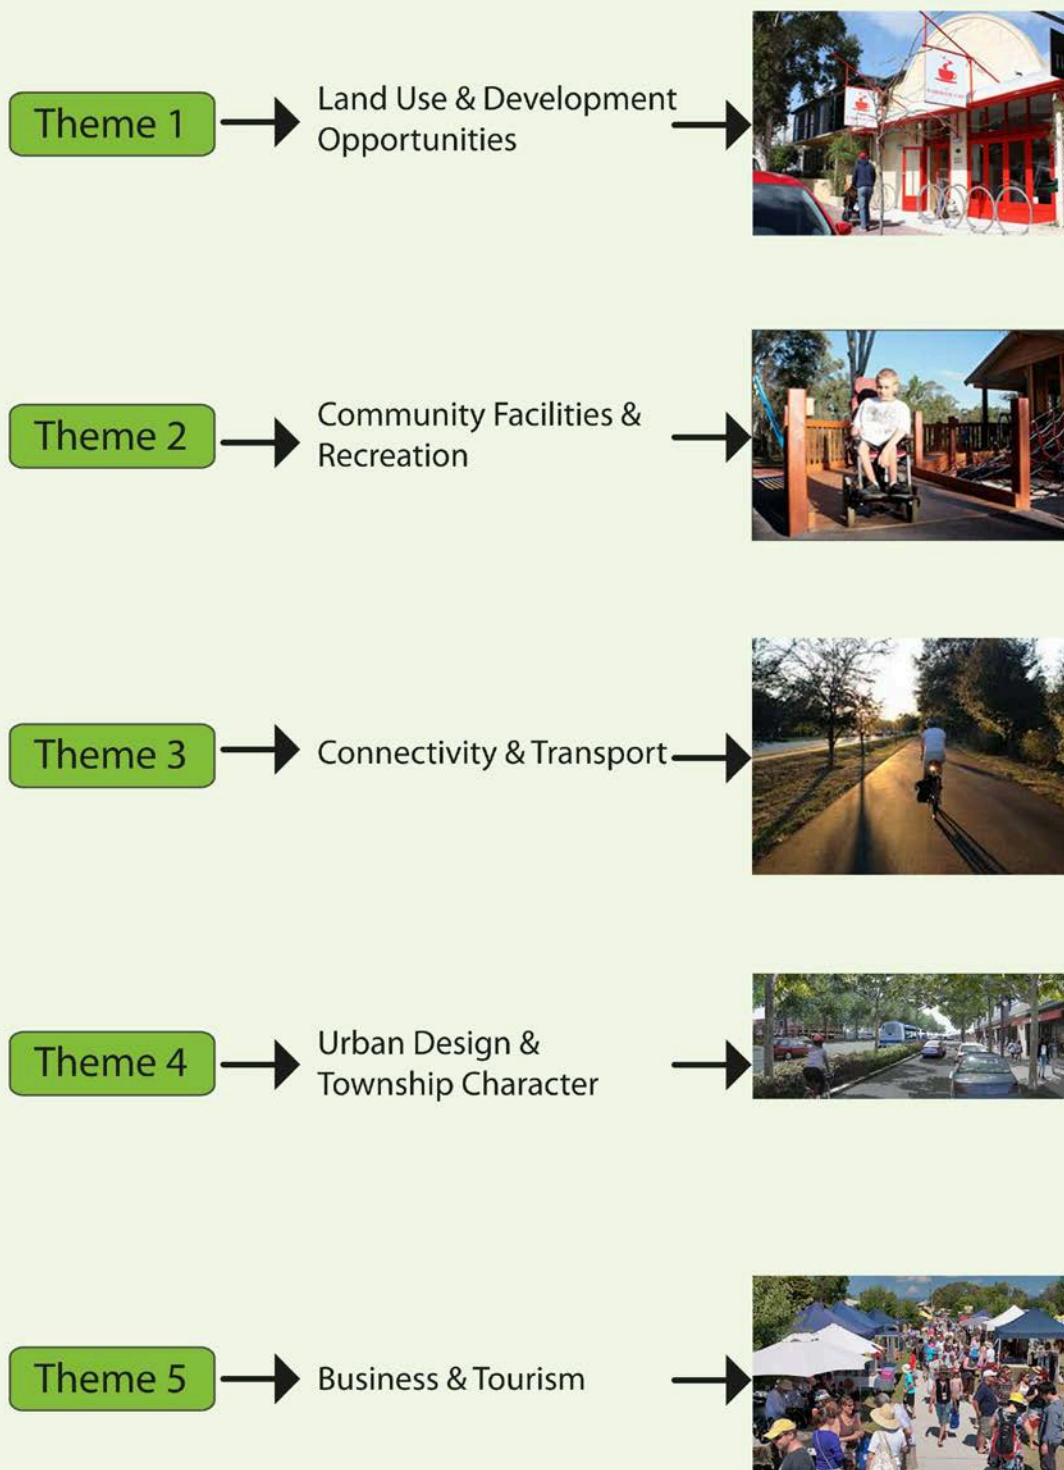 Theme 1
Land Use & Development
Opportunities
Theme 2
Community Facilities &
Recreation
Theme 3
Connectivity & Transport
Theme 4
Urban Design &
Township Character
Theme 5
Business & Tourism